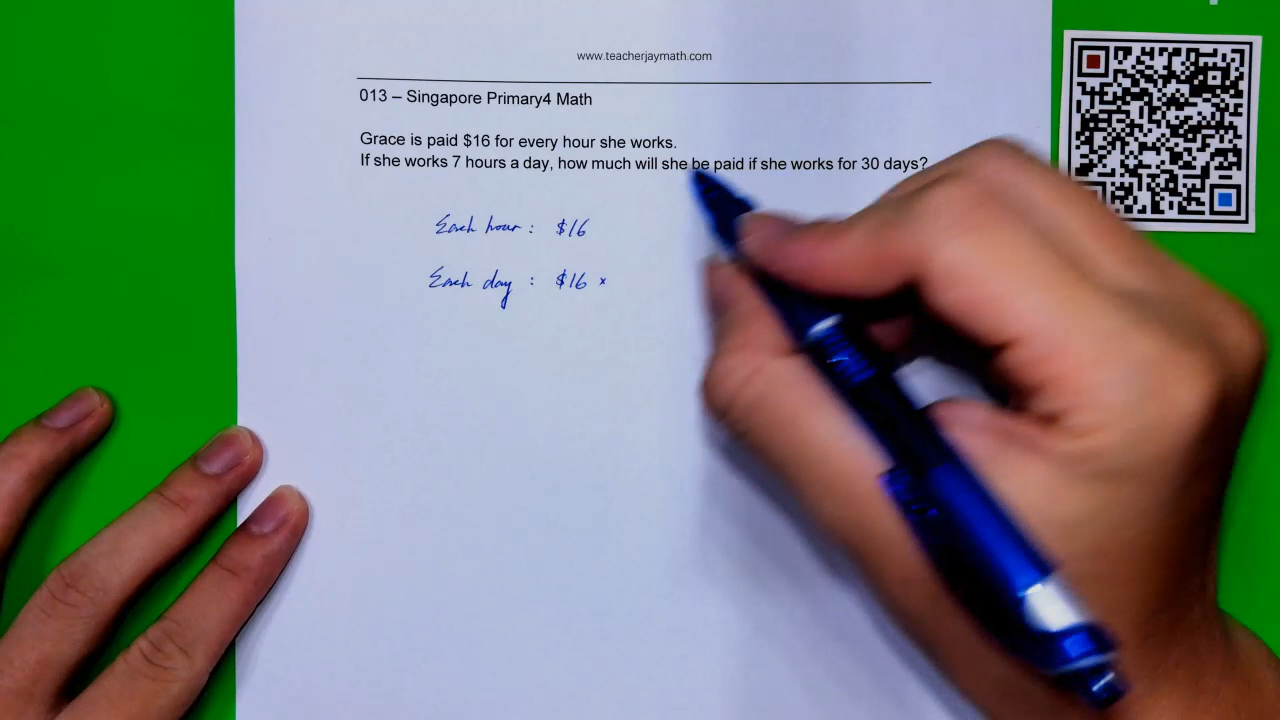 www.teacherjaymath.com
013 – Singapore Primary4 Math
Grace is paid $16 for every hour she works.
If she works 7 hours a day, how much will she be paid if she works for 30 days?
Each hour : $16
Each day : $16 ×